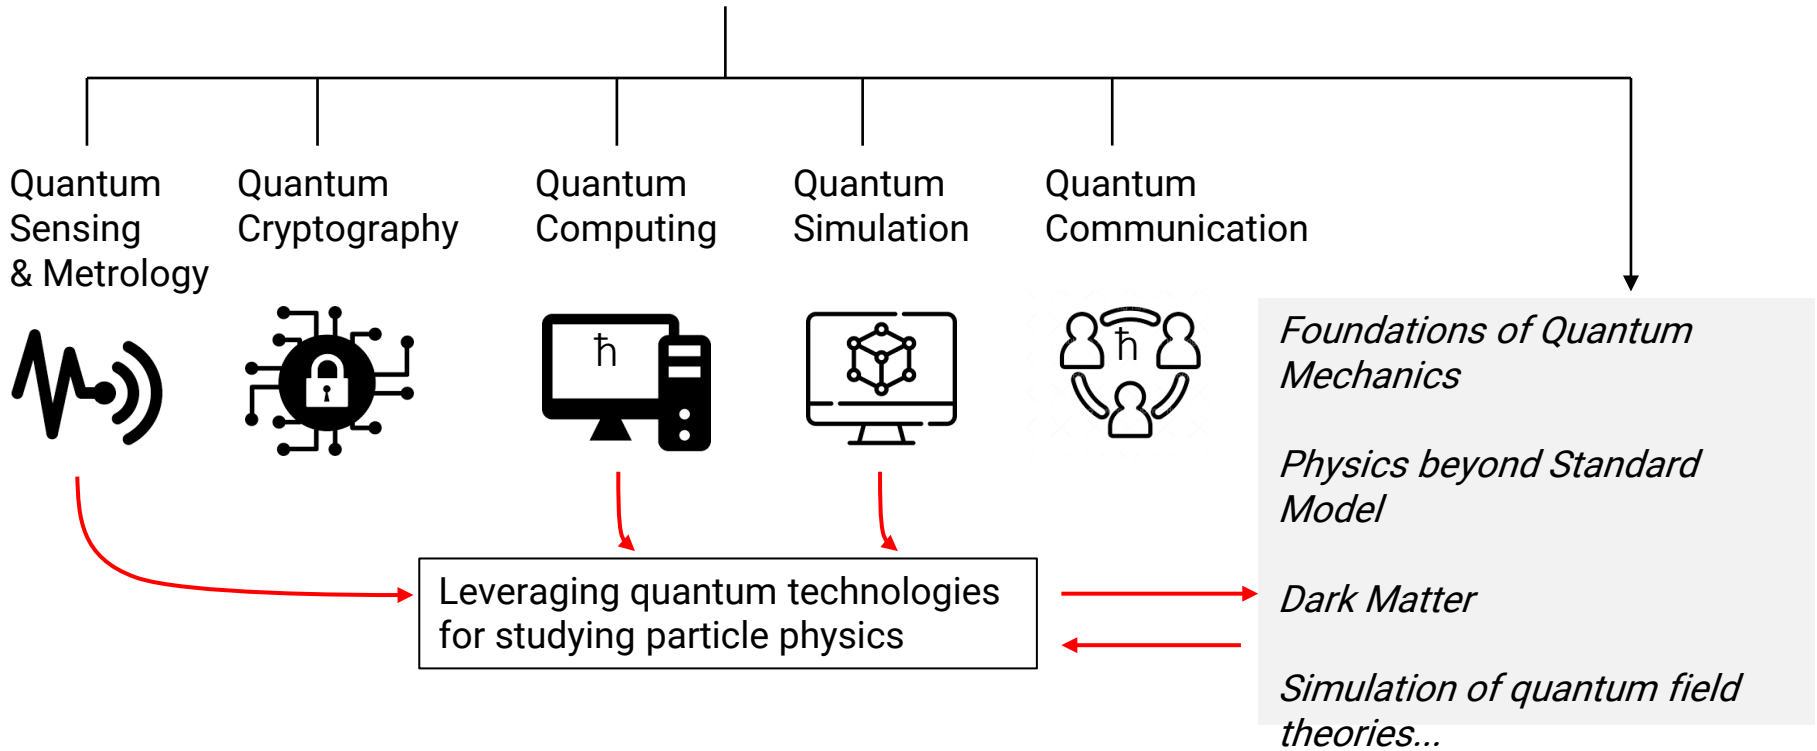 Quantum
Sensing
& Metrology
Quantum
Cryptography
Quantum
Computing
Quantum
Simulation
Quantum
Communication
ħ
ħ
Foundations of Quantum
Mechanics
Physics beyond Standard
Model
Dark Matter
Simulation of quantum field
theories...
Leveraging quantum technologies
for studying particle physics